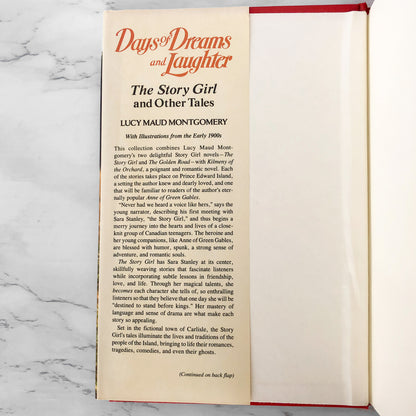 Days of Dreams
and Laughter
The Story Girl
and Other Tales
LUCY MAUD MONTGOMERY
With Illustrations from the Early 1900s
This collection combines Lucy Maud Mont-
gomery's two delightful Story Girl novels—The
Story Girl and The Golden Road—with Kilmeny of
the Orchard, a poignant and romantic novel. Each
of the stories takes place on Prince Edward Island,
a setting the author knew and dearly loved, and one
that will be familiar to readers of the author's eter-
nally popular Anne of Green Gables.
"Never had we heard a voice like hers," says the
young narrator, describing his first meeting with
Sara Stanley, "the Story Girl," and thus begins a
merry journey into the hearts and lives of a close-
knit group of Canadian teenagers. The heroine and
her young companions, like Anne of Green Gables,
are blessed with humor, spunk, a strong sense of
adventure, and romantic souls.
The Story Girl has Sara Stanley at its center,
skillfully weaving stories that fascinate listeners
while incorporating subtle lessons in friendship,
love, and life. Through her magical talents, she
becomes each character she tells of, so enthralling
listeners so that they believe that one day she will be
"destined to stand before kings." Her mastery of
language and sense of drama are what make each
story so appealing.
Set in the fictional town of Carlisle, the Story
Girl's tales illuminate the lives and traditions of the
people of the Island, bringing to life their romances,
tragedies, comedies, and even their ghosts.
(Continued on back flap)